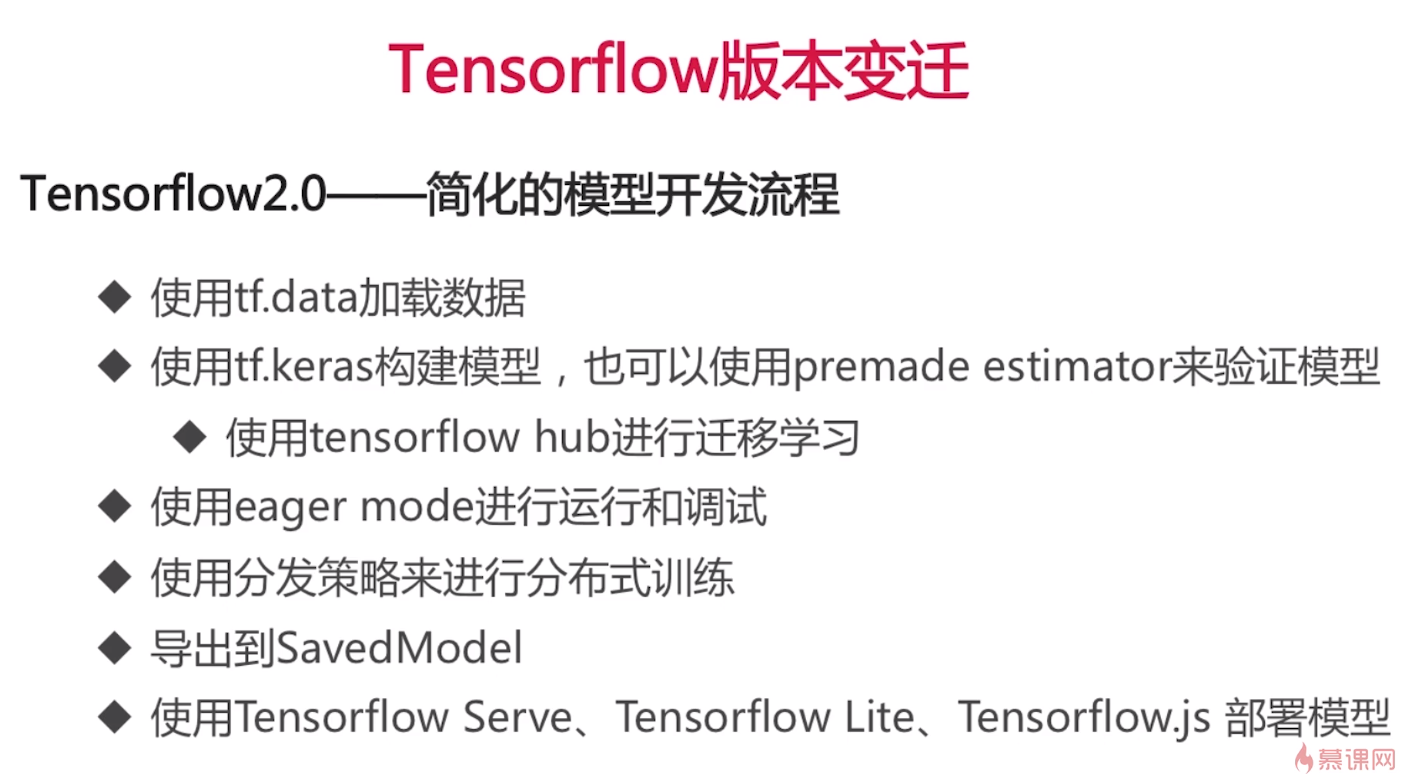 Tensorflow版本变迁
Tensorflow2.0——简化的模型开发流程
◆ 使用tf.data加载数据
◆ 使用tf.keras构建模型，也可以使用premade estimator来验证模型
◆ 使用tensorflow hub进行迁移学习
◆ 使用eager mode进行运行和调试
◆ 使用分发策略来进行分布式训练
◆ 导出到SavedModel
◆ 使用Tensorflow Serve、Tensorflow Lite、Tensorflow.js 部署模型
慕课网